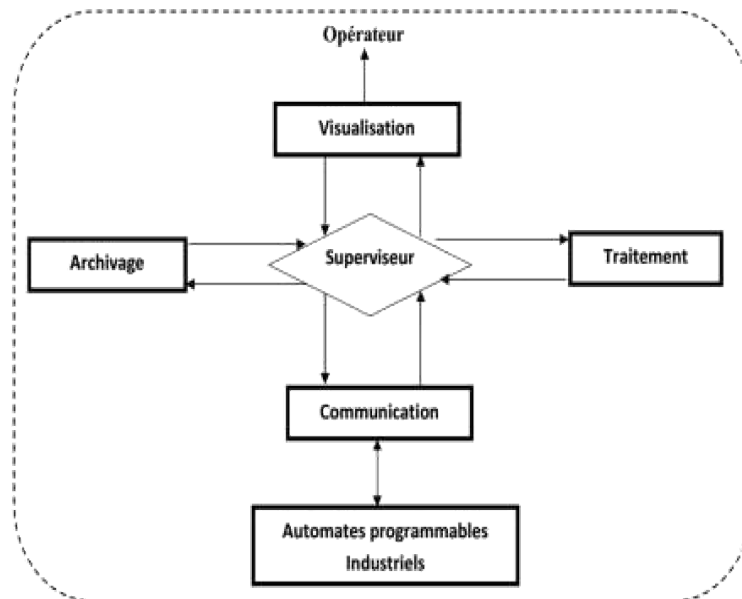 Opérateur
Visualisation
Archivage
Superviseur
Traitement
Communication
Automates programmables
Industriels